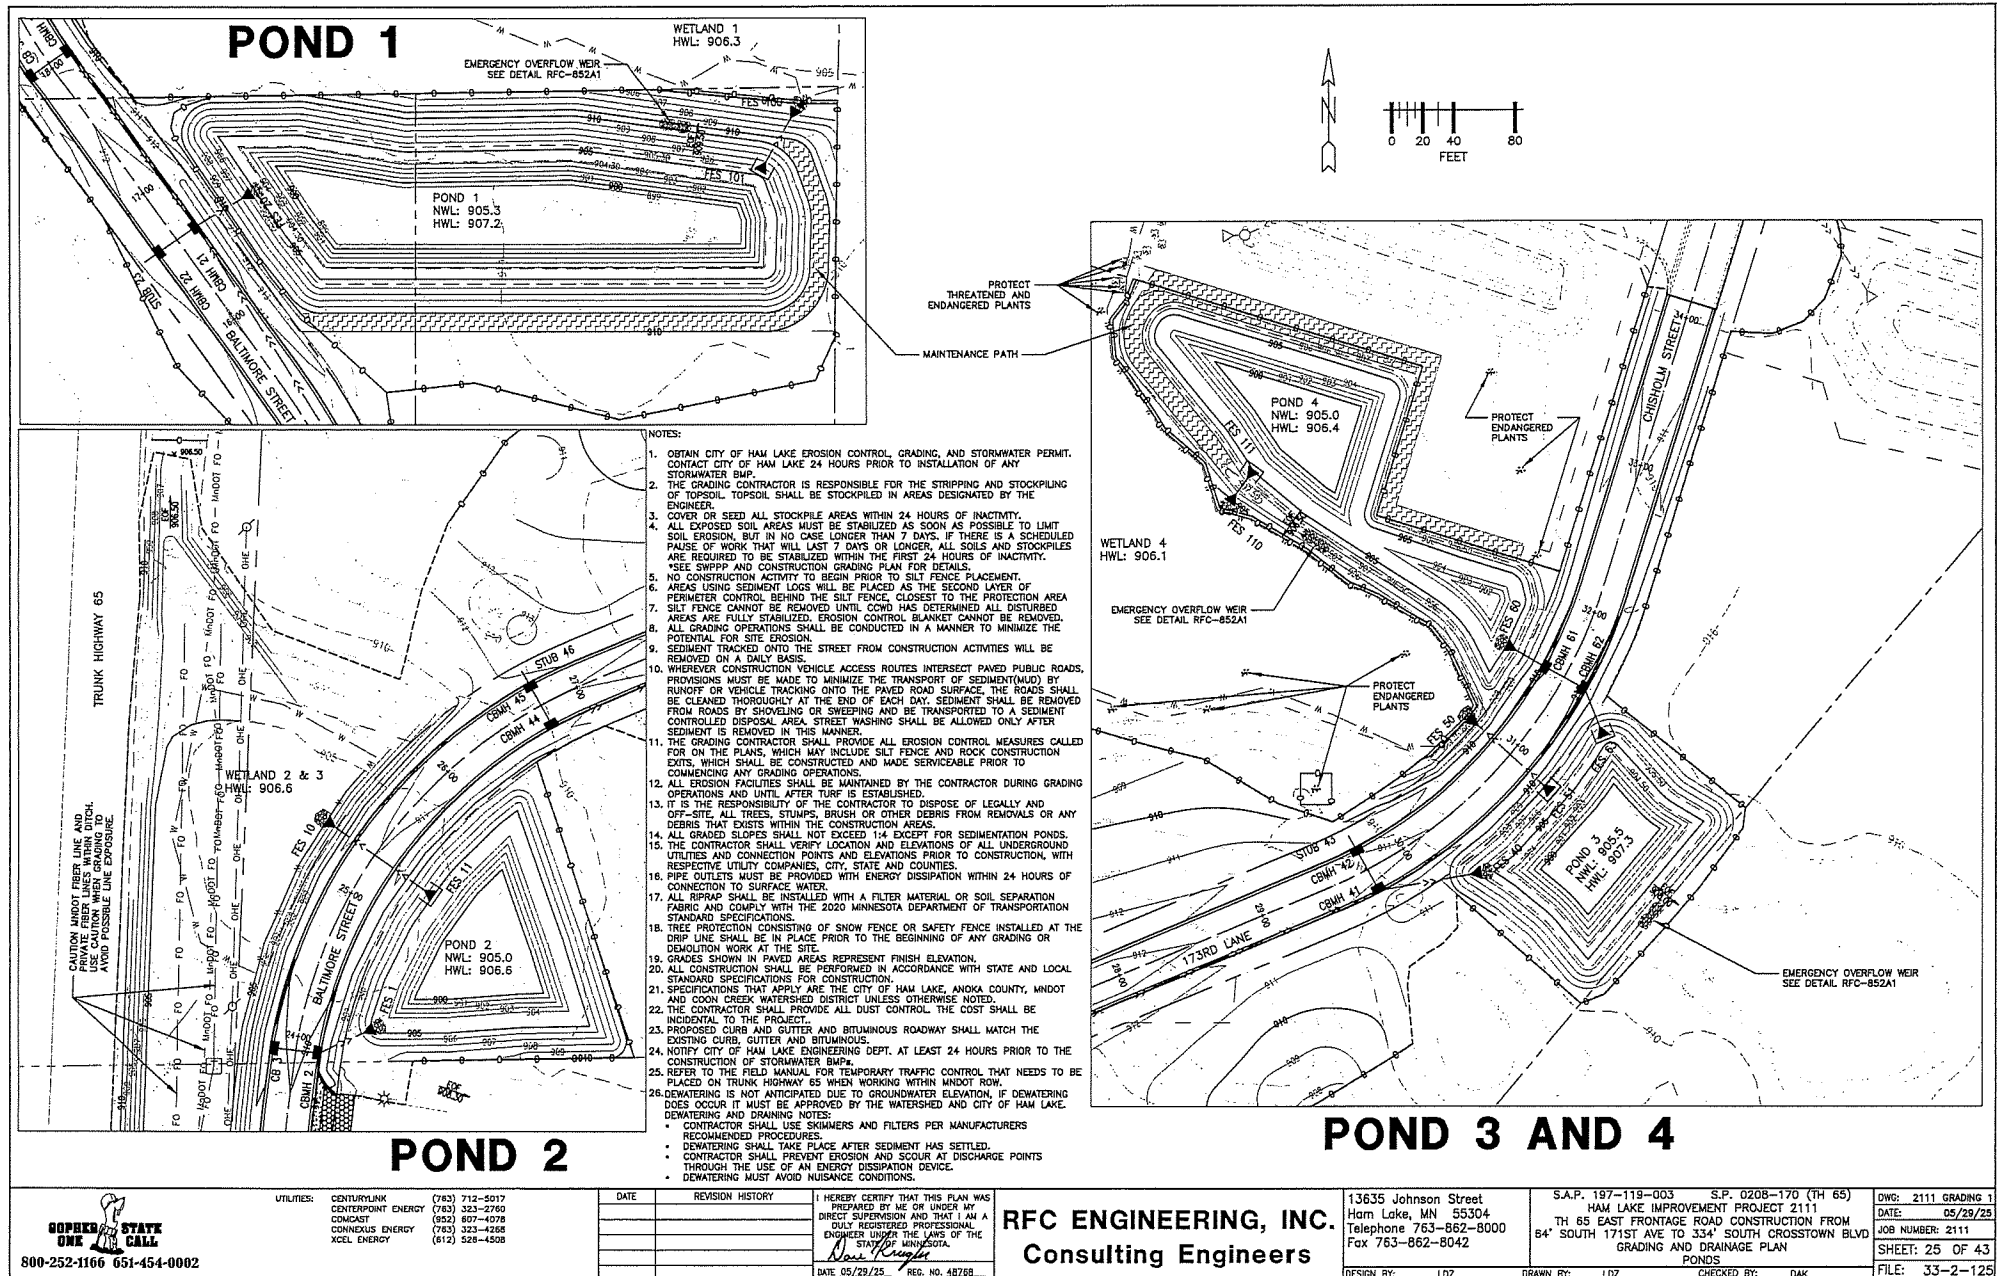 POND 1
WETLAND 1
HWL: 906.3
EMERGENCY OVERFLOW WEIR
SEE DETAIL RFC-852A1
POND 1
NWL: 905.3
HWL: 907.2
FES 100
FES 101
FES 20
CBMH 21
CBMH 22
STUB 23
BALTIMORE STREET
16+00
17+00
18+00
MAINTENANCE PATH
N
0 20 40 80
FEET
PROTECT
THREATENED AND
ENDANGERED PLANTS
POND 4
NWL: 905.0
HWL: 906.4
PROTECT
ENDANGERED
PLANTS
CHISHOLM STREET
34+00
33+00
32+00
31+00
FES 111
FES 110
WETLAND 4
HWL: 906.1
EMERGENCY OVERFLOW WEIR
SEE DETAIL RFC-852A1
FES 60
CBMH 61
CBMH 62
FES 63
PROTECT
ENDANGERED
PLANTS
FES 50
FES 51
POND 3
NWL: 905.5
HWL: 907.3
FES 40
STUB 43
CBMH 42
CBMH 41
173RD LANE
29+00
28+00
EMERGENCY OVERFLOW WEIR
SEE DETAIL RFC-852A1
POND 3 AND 4
TRUNK HIGHWAY 65
906.50
EOF
906.50
WETLAND 2 & 3
HWL: 906.6
CAUTION MNDOT FIBER LINE AND
PRIVATE FIBER LINES WITHIN DITCH.
USE CAUTION WHEN GRADING TO
AVOID POSSIBLE LINE EXPOSURE.
STUB 46
CBMH 45
CBMH 44
27+00
26+00
25+00
24+00
FES 10
FES 11
BALTIMORE STREET
POND 2
NWL: 905.0
HWL: 906.6
FES 1
CB 3
CBMH 2
POND 2
NOTES:
1. OBTAIN CITY OF HAM LAKE EROSION CONTROL, GRADING, AND STORMWATER PERMIT.
CONTACT CITY OF HAM LAKE 24 HOURS PRIOR TO INSTALLATION OF ANY
STORMWATER BMP.
2. THE GRADING CONTRACTOR IS RESPONSIBLE FOR THE STRIPPING AND STOCKPILING
OF TOPSOIL. TOPSOIL SHALL BE STOCKPILED IN AREAS DESIGNATED BY THE
ENGINEER.
3. COVER OR SEED ALL STOCKPILE AREAS WITHIN 24 HOURS OF INACTIVITY.
4. ALL EXPOSED SOIL AREAS MUST BE STABILIZED AS SOON AS POSSIBLE TO LIMIT
SOIL EROSION, BUT IN NO CASE LONGER THAN 7 DAYS. IF THERE IS A SCHEDULED
PAUSE OF WORK THAT WILL LAST 7 DAYS OR LONGER, ALL SOILS AND STOCKPILES
ARE REQUIRED TO BE STABILIZED WITHIN THE FIRST 24 HOURS OF INACTIVITY.
*SEE SWPPP AND CONSTRUCTION GRADING PLAN FOR DETAILS.
5. NO CONSTRUCTION ACTIVITY TO BEGIN PRIOR TO SILT FENCE PLACEMENT.
6. AREAS USING SEDIMENT LOGS WILL BE PLACED AS THE SECOND LAYER OF
PERIMETER CONTROL BEHIND THE SILT FENCE, CLOSEST TO THE PROTECTION AREA
7. SILT FENCE CANNOT BE REMOVED UNTIL CCWD HAS DETERMINED ALL DISTURBED
AREAS ARE FULLY STABILIZED. EROSION CONTROL BLANKET CANNOT BE REMOVED.
8. ALL GRADING OPERATIONS SHALL BE CONDUCTED IN A MANNER TO MINIMIZE THE
POTENTIAL FOR SITE EROSION.
9. SEDIMENT TRACKED ONTO THE STREET FROM CONSTRUCTION ACTIVITIES WILL BE
REMOVED ON A DAILY BASIS.
10. WHEREVER CONSTRUCTION VEHICLE ACCESS ROUTES INTERSECT PAVED PUBLIC ROADS,
PROVISIONS MUST BE MADE TO MINIMIZE THE TRANSPORT OF SEDIMENT(MUD) BY
RUNOFF OR VEHICLE TRACKING ONTO THE PAVED ROAD SURFACE, THE ROADS SHALL
BE CLEANED THOROUGHLY AT THE END OF EACH DAY. SEDIMENT SHALL BE REMOVED
FROM ROADS BY SHOVELING OR SWEEPING AND BE TRANSPORTED TO A SEDIMENT
CONTROLLED DISPOSAL AREA. STREET WASHING SHALL BE ALLOWED ONLY AFTER
SEDIMENT IS REMOVED IN THIS MANNER.
11. THE GRADING CONTRACTOR SHALL PROVIDE ALL EROSION CONTROL MEASURES CALLED
FOR ON THE PLANS, WHICH MAY INCLUDE SILT FENCE AND ROCK CONSTRUCTION
EXITS, WHICH SHALL BE CONSTRUCTED AND MADE SERVICEABLE PRIOR TO
COMMENCING ANY GRADING OPERATIONS.
12. ALL EROSION FACILITIES SHALL BE MAINTAINED BY THE CONTRACTOR DURING GRADING
OPERATIONS AND UNTIL AFTER TURF IS ESTABLISHED.
13. IT IS THE RESPONSIBILITY OF THE CONTRACTOR TO DISPOSE OF LEGALLY AND
OFF-SITE, ALL TREES, STUMPS, BRUSH OR OTHER DEBRIS FROM REMOVALS OR ANY
DEBRIS THAT EXISTS WITHIN THE CONSTRUCTION AREAS.
14. ALL GRADED SLOPES SHALL NOT EXCEED 1:4 EXCEPT FOR SEDIMENTATION PONDS.
15. THE CONTRACTOR SHALL VERIFY LOCATION AND ELEVATIONS OF ALL UNDERGROUND
UTILITIES AND CONNECTION POINTS AND ELEVATIONS PRIOR TO CONSTRUCTION, WITH
RESPECTIVE UTILITY COMPANIES, CITY, STATE AND COUNTIES.
16. PIPE OUTLETS MUST BE PROVIDED WITH ENERGY DISSIPATION WITHIN 24 HOURS OF
CONNECTION TO SURFACE WATER.
17. ALL RIPRAP SHALL BE INSTALLED WITH A FILTER MATERIAL OR SOIL SEPARATION
FABRIC AND COMPLY WITH THE 2020 MINNESOTA DEPARTMENT OF TRANSPORTATION
STANDARD SPECIFICATIONS.
18. TREE PROTECTION CONSISTING OF SNOW FENCE OR SAFETY FENCE INSTALLED AT THE
DRIP LINE SHALL BE IN PLACE PRIOR TO THE BEGINNING OF ANY GRADING OR
DEMOLITION WORK AT THE SITE.
19. GRADES SHOWN IN PAVED AREAS REPRESENT FINISH ELEVATION.
20. ALL CONSTRUCTION SHALL BE PERFORMED IN ACCORDANCE WITH STATE AND LOCAL
STANDARD SPECIFICATIONS FOR CONSTRUCTION.
21. SPECIFICATIONS THAT APPLY ARE THE CITY OF HAM LAKE, ANOKA COUNTY, MNDOT
AND COON CREEK WATERSHED DISTRICT UNLESS OTHERWISE NOTED.
22. THE CONTRACTOR SHALL PROVIDE ALL DUST CONTROL. THE COST SHALL BE
INCIDENTAL TO THE PROJECT..
23. PROPOSED CURB AND GUTTER AND BITUMINOUS ROADWAY SHALL MATCH THE
EXISTING CURB, GUTTER AND BITUMINOUS.
24. NOTIFY CITY OF HAM LAKE ENGINEERING DEPT. AT LEAST 24 HOURS PRIOR TO THE
CONSTRUCTION OF STORMWATER BMPs.
25. REFER TO THE FIELD MANUAL FOR TEMPORARY TRAFFIC CONTROL THAT NEEDS TO BE
PLACED ON TRUNK HIGHWAY 65 WHEN WORKING WITHIN MNDOT ROW.
26. DEWATERING IS NOT ANTICIPATED DUE TO GROUNDWATER ELEVATION, IF DEWATERING
DOES OCCUR IT MUST BE APPROVED BY THE WATERSHED AND CITY OF HAM LAKE.
DEWATERING AND DRAINING NOTES:
• CONTRACTOR SHALL USE SKIMMERS AND FILTERS PER MANUFACTURERS
RECOMMENDED PROCEDURES.
• DEWATERING SHALL TAKE PLACE AFTER SEDIMENT HAS SETTLED.
• CONTRACTOR SHALL PREVENT EROSION AND SCOUR AT DISCHARGE POINTS
THROUGH THE USE OF AN ENERGY DISSIPATION DEVICE.
• DEWATERING MUST AVOID NUISANCE CONDITIONS.
GOPHER STATE
ONE CALL
800-252-1166 651-454-0002
UTILITIES: CENTURYLINK (763) 712-5017
CENTERPOINT ENERGY (763) 323-2760
COMCAST (952) 607-4078
CONNEXUS ENERGY (763) 323-4268
XCEL ENERGY (612) 526-4508
DATE REVISION HISTORY
I HEREBY CERTIFY THAT THIS PLAN WAS
PREPARED BY ME OR UNDER MY
DIRECT SUPERVISION AND THAT I AM A
DULY REGISTERED PROFESSIONAL
ENGINEER UNDER THE LAWS OF THE
STATE OF MINNESOTA.
DATE 05/29/25 REG. NO. 48768
RFC ENGINEERING, INC.
Consulting Engineers
13635 Johnson Street
Ham Lake, MN 55304
Telephone 763-862-8000
Fax 763-862-8042
S.A.P. 197-119-003 S.P. 0208-170 (TH 65)
HAM LAKE IMPROVEMENT PROJECT 2111
TH 65 EAST FRONTAGE ROAD CONSTRUCTION FROM
64' SOUTH 171ST AVE TO 334' SOUTH CROSSTOWN BLVD
GRADING AND DRAINAGE PLAN
PONDS
DESIGN BY: LDZ DRAWN BY: LDZ CHECKED BY: DAK
DWG: 2111 GRADING 1
DATE: 05/29/25
JOB NUMBER: 2111
SHEET: 25 OF 43
FILE: 33-2-125